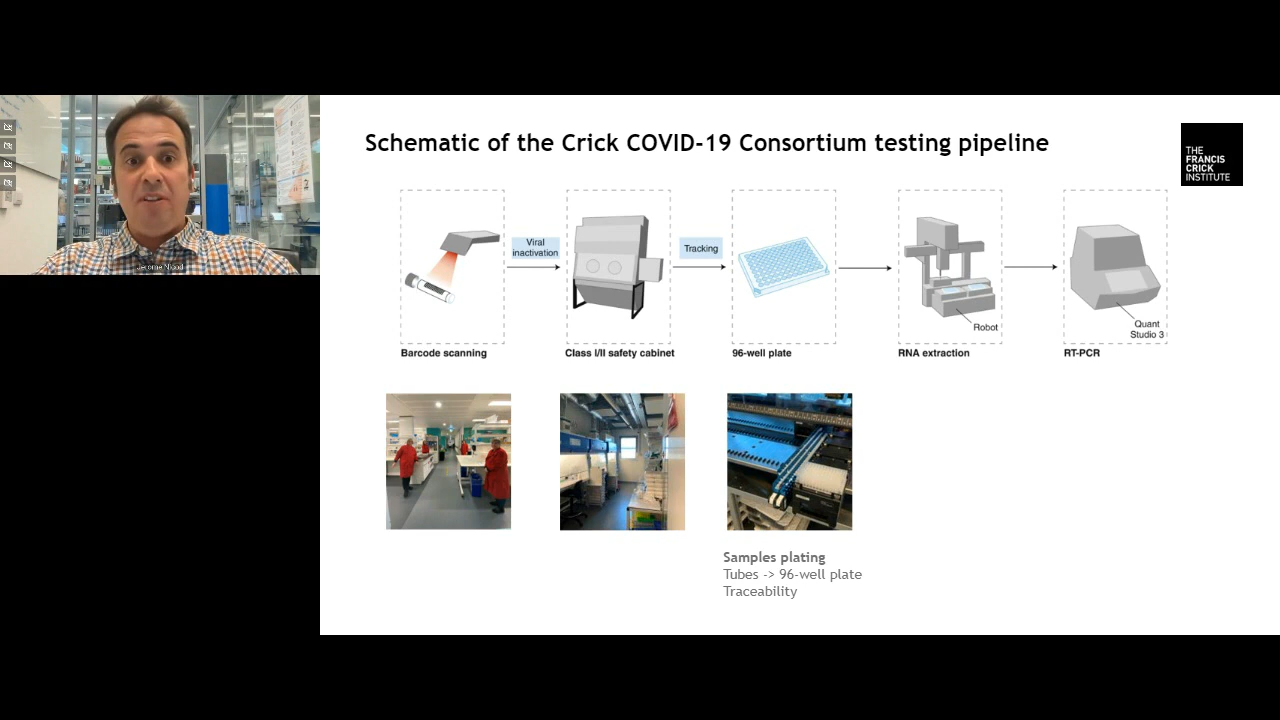 Schematic of the Crick COVID-19 Consortium testing pipeline
THE
FRANCIS
CRICK
INSTITUTE
Viral
inactivation
Tracking
Robot
Quant
Studio 3
Barcode scanning
Class I/II safety cabinet
96-well plate
RNA extraction
RT-PCR
Samples plating
Tubes -> 96-well plate
Traceability
Jerome Nicod